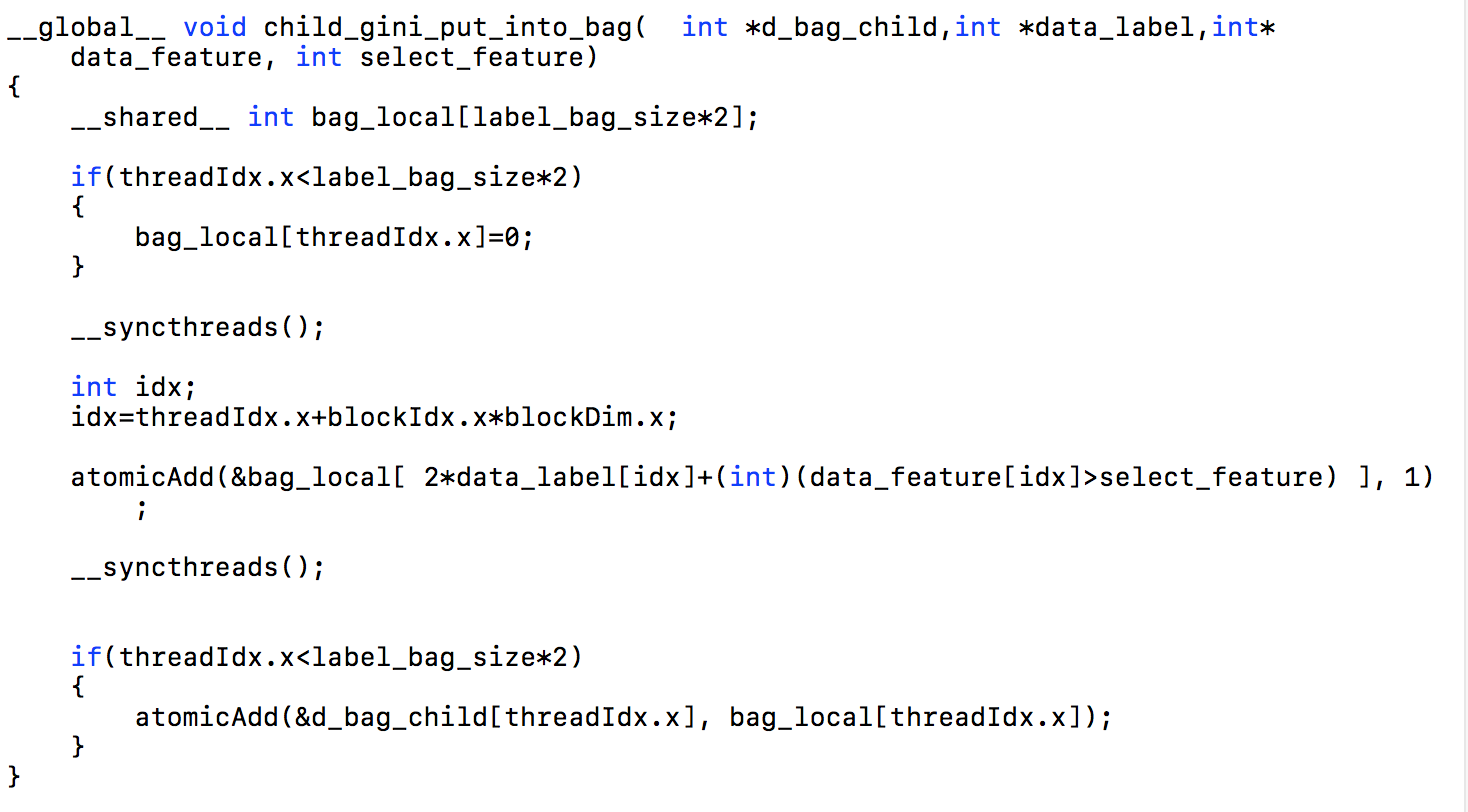 __global__ void child_gini_put_into_bag(  int *d_bag_child,int *data_label,int*
    data_feature, int select_feature)
{
    __shared__ int bag_local[label_bag_size*2];

    if(threadIdx.x<label_bag_size*2)
    {
        bag_local[threadIdx.x]=0;
    }

    __syncthreads();

    int idx;
    idx=threadIdx.x+blockIdx.x*blockDim.x;

    atomicAdd(&bag_local[ 2*data_label[idx]+(int)(data_feature[idx]>select_feature) ], 1)
        ;

    __syncthreads();


    if(threadIdx.x<label_bag_size*2)
    {
        atomicAdd(&d_bag_child[threadIdx.x], bag_local[threadIdx.x]);
    }
}